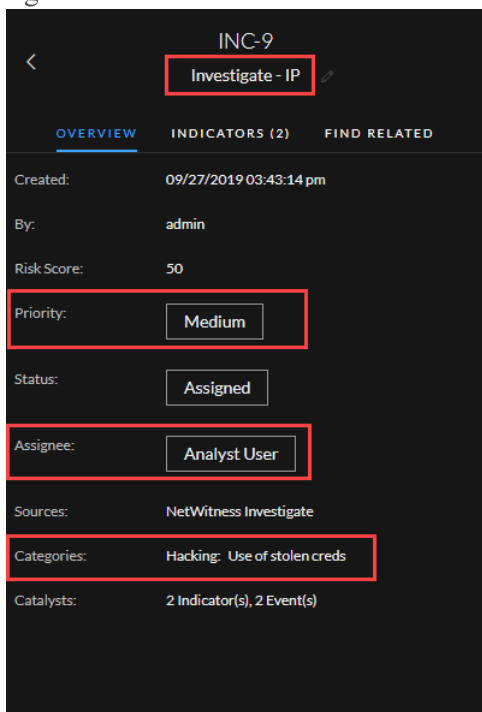 INC-9
Investigate - IP
OVERVIEW INDICATORS (2) FIND RELATED
Created: 09/27/2019 03:43:14 pm
By: admin
Risk Score: 50
Priority: Medium
Status: Assigned
Assignee: Analyst User
Sources: NetWitness Investigate
Categories: Hacking: Use of stolen creds
Catalysts: 2 Indicator(s), 2 Event(s)